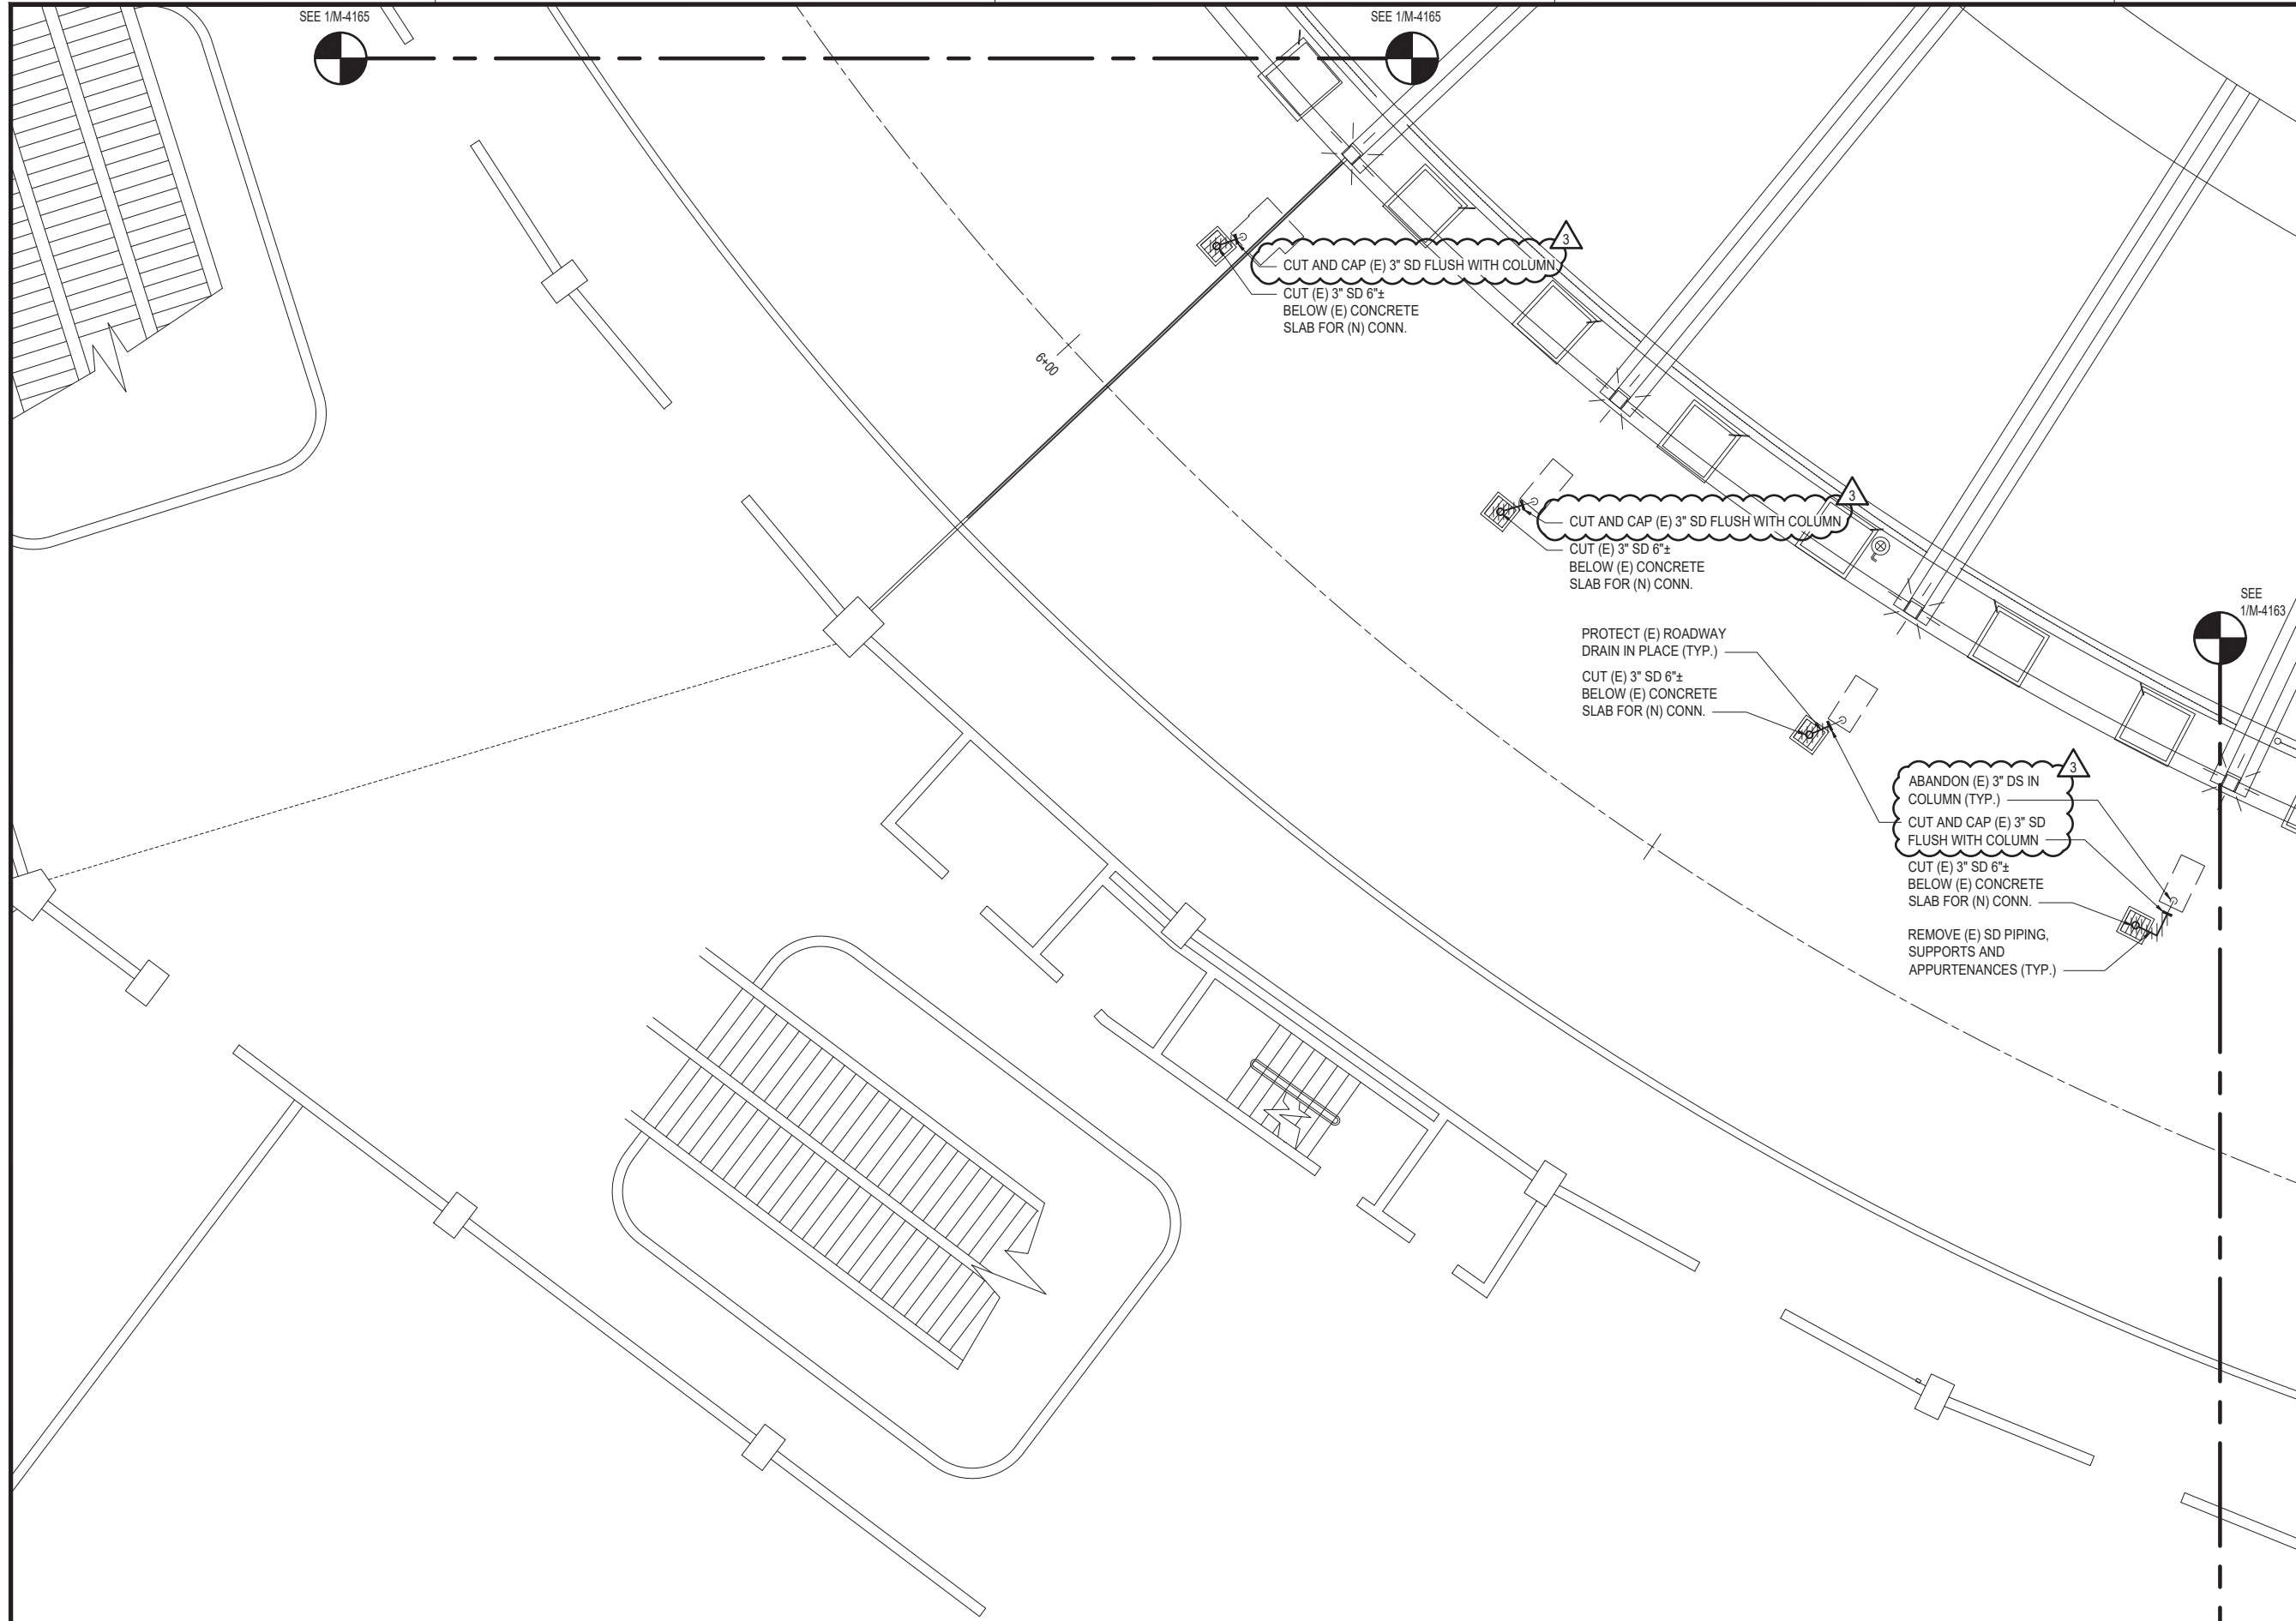 SEE 1/M-4165
SEE 1/M-4165
3
CUT AND CAP (E) 3" SD FLUSH WITH COLUMN
CUT (E) 3" SD 6"±
BELOW (E) CONCRETE
SLAB FOR (N) CONN.
6+00
3
CUT AND CAP (E) 3" SD FLUSH WITH COLUMN
CUT (E) 3" SD 6"±
BELOW (E) CONCRETE
SLAB FOR (N) CONN.
SEE
1/M-4163
PROTECT (E) ROADWAY
DRAIN IN PLACE (TYP.)
CUT (E) 3" SD 6"±
BELOW (E) CONCRETE
SLAB FOR (N) CONN.
3
ABANDON (E) 3" DS IN
COLUMN (TYP.)
CUT AND CAP (E) 3" SD
FLUSH WITH COLUMN
CUT (E) 3" SD 6"±
BELOW (E) CONCRETE
SLAB FOR (N) CONN.
REMOVE (E) SD PIPING,
SUPPORTS AND
APPURTENANCES (TYP.)